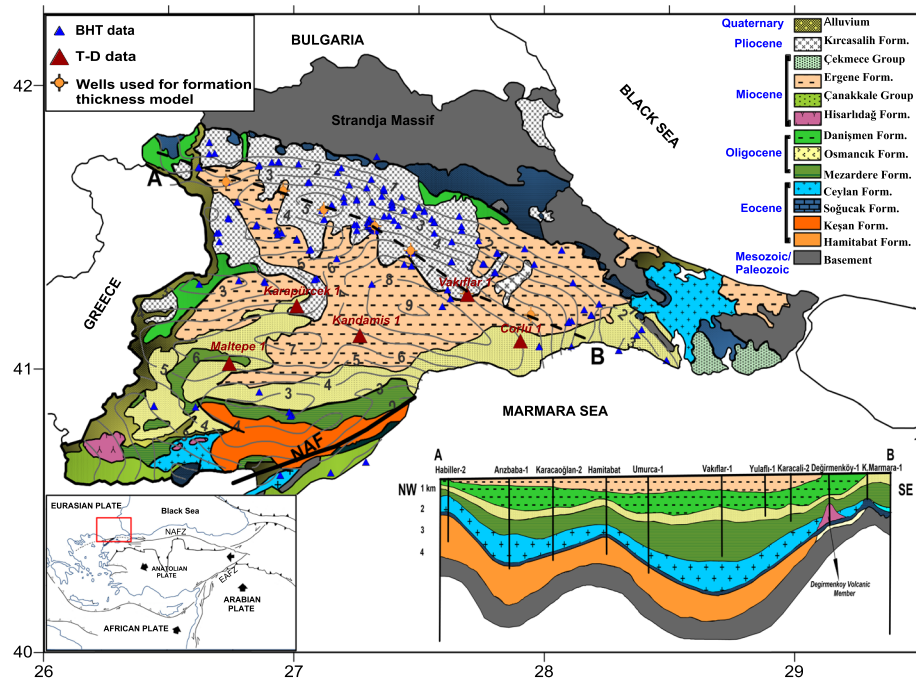 BHT data
T-D data
Wells used for formation
thickness model
BULGARIA
BLACK SEA
Strandja Massif
GREECE
MARMARA SEA
NAF
A
B
Karapürçek 1
Vakıflar 1
Kandamis 1
Çorlu 1
Maltepe 1
Quaternary
Alluvium
Pliocene
Kırcasalih Form.
Çekmece Group
Miocene
Ergene Form.
Çanakkale Group
Hisarlıdağ Form.
Oligocene
Danişmen Form.
Osmancık Form.
Mezardere Form.
Eocene
Ceylan Form.
Soğucak Form.
Keşan Form.
Hamitabat Form.
Mesozoic/
Paleozoic
Basement
42
41
40
26
27
28
29
EURASIAN PLATE
Black Sea
NAFZ
ANATOLIAN
PLATE
EAFZ
ARABIAN
PLATE
AFRICAN PLATE
A
B
NW
SE
Habiller-2
Arızbaba-1
Karacaoğlan-2
Hamitabat
Umurca-1
Vakıflar-1
Yulaflı-1
Karacali-2
Değirmenköy-1
K.Marmara-1
1 km
2
3
4
Degirmenkoy Volcanic
Member